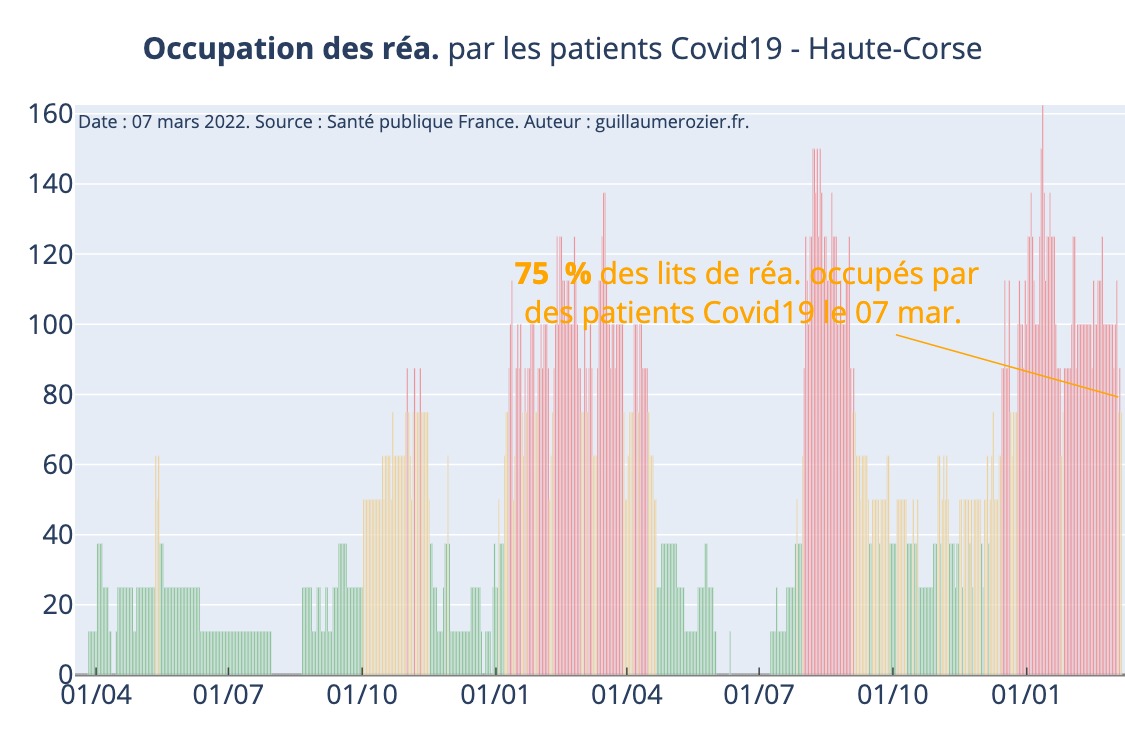 Occupation des réa. par les patients Covid19 - Haute-Corse
160
Date : 07 mars 2022. Source : Santé publique France. Auteur : guillaumerozier.fr.
140
120
75 % des lits de réa. occupés par
des patients Covid19 le 07 mar.
100
80
60
40
20
0
01/04 01/07 01/10 01/01 01/04 01/07 01/10 01/01